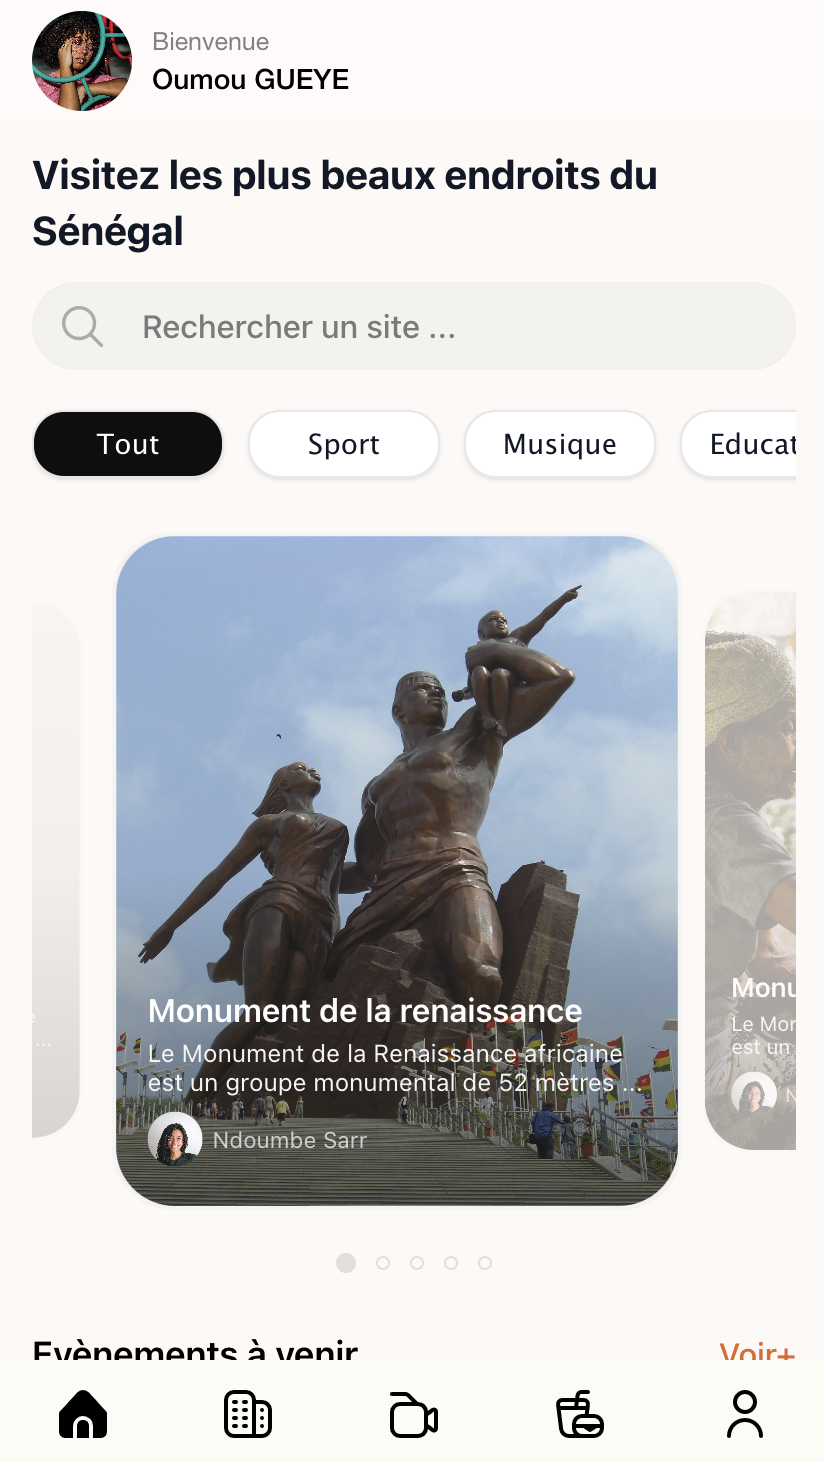 Bienvenue
Oumou GUEYE
Visitez les plus beaux endroits du
Sénégal
Rechercher un site ...
Tout
Sport
Musique
Educat
Monument de la renaissance
Le Monument de la Renaissance africaine
est un groupe monumental de 52 mètres ...
Ndoumbe Sarr
e
...
Monu
Le Mon
est un
N
Evènements à venir
Voir+